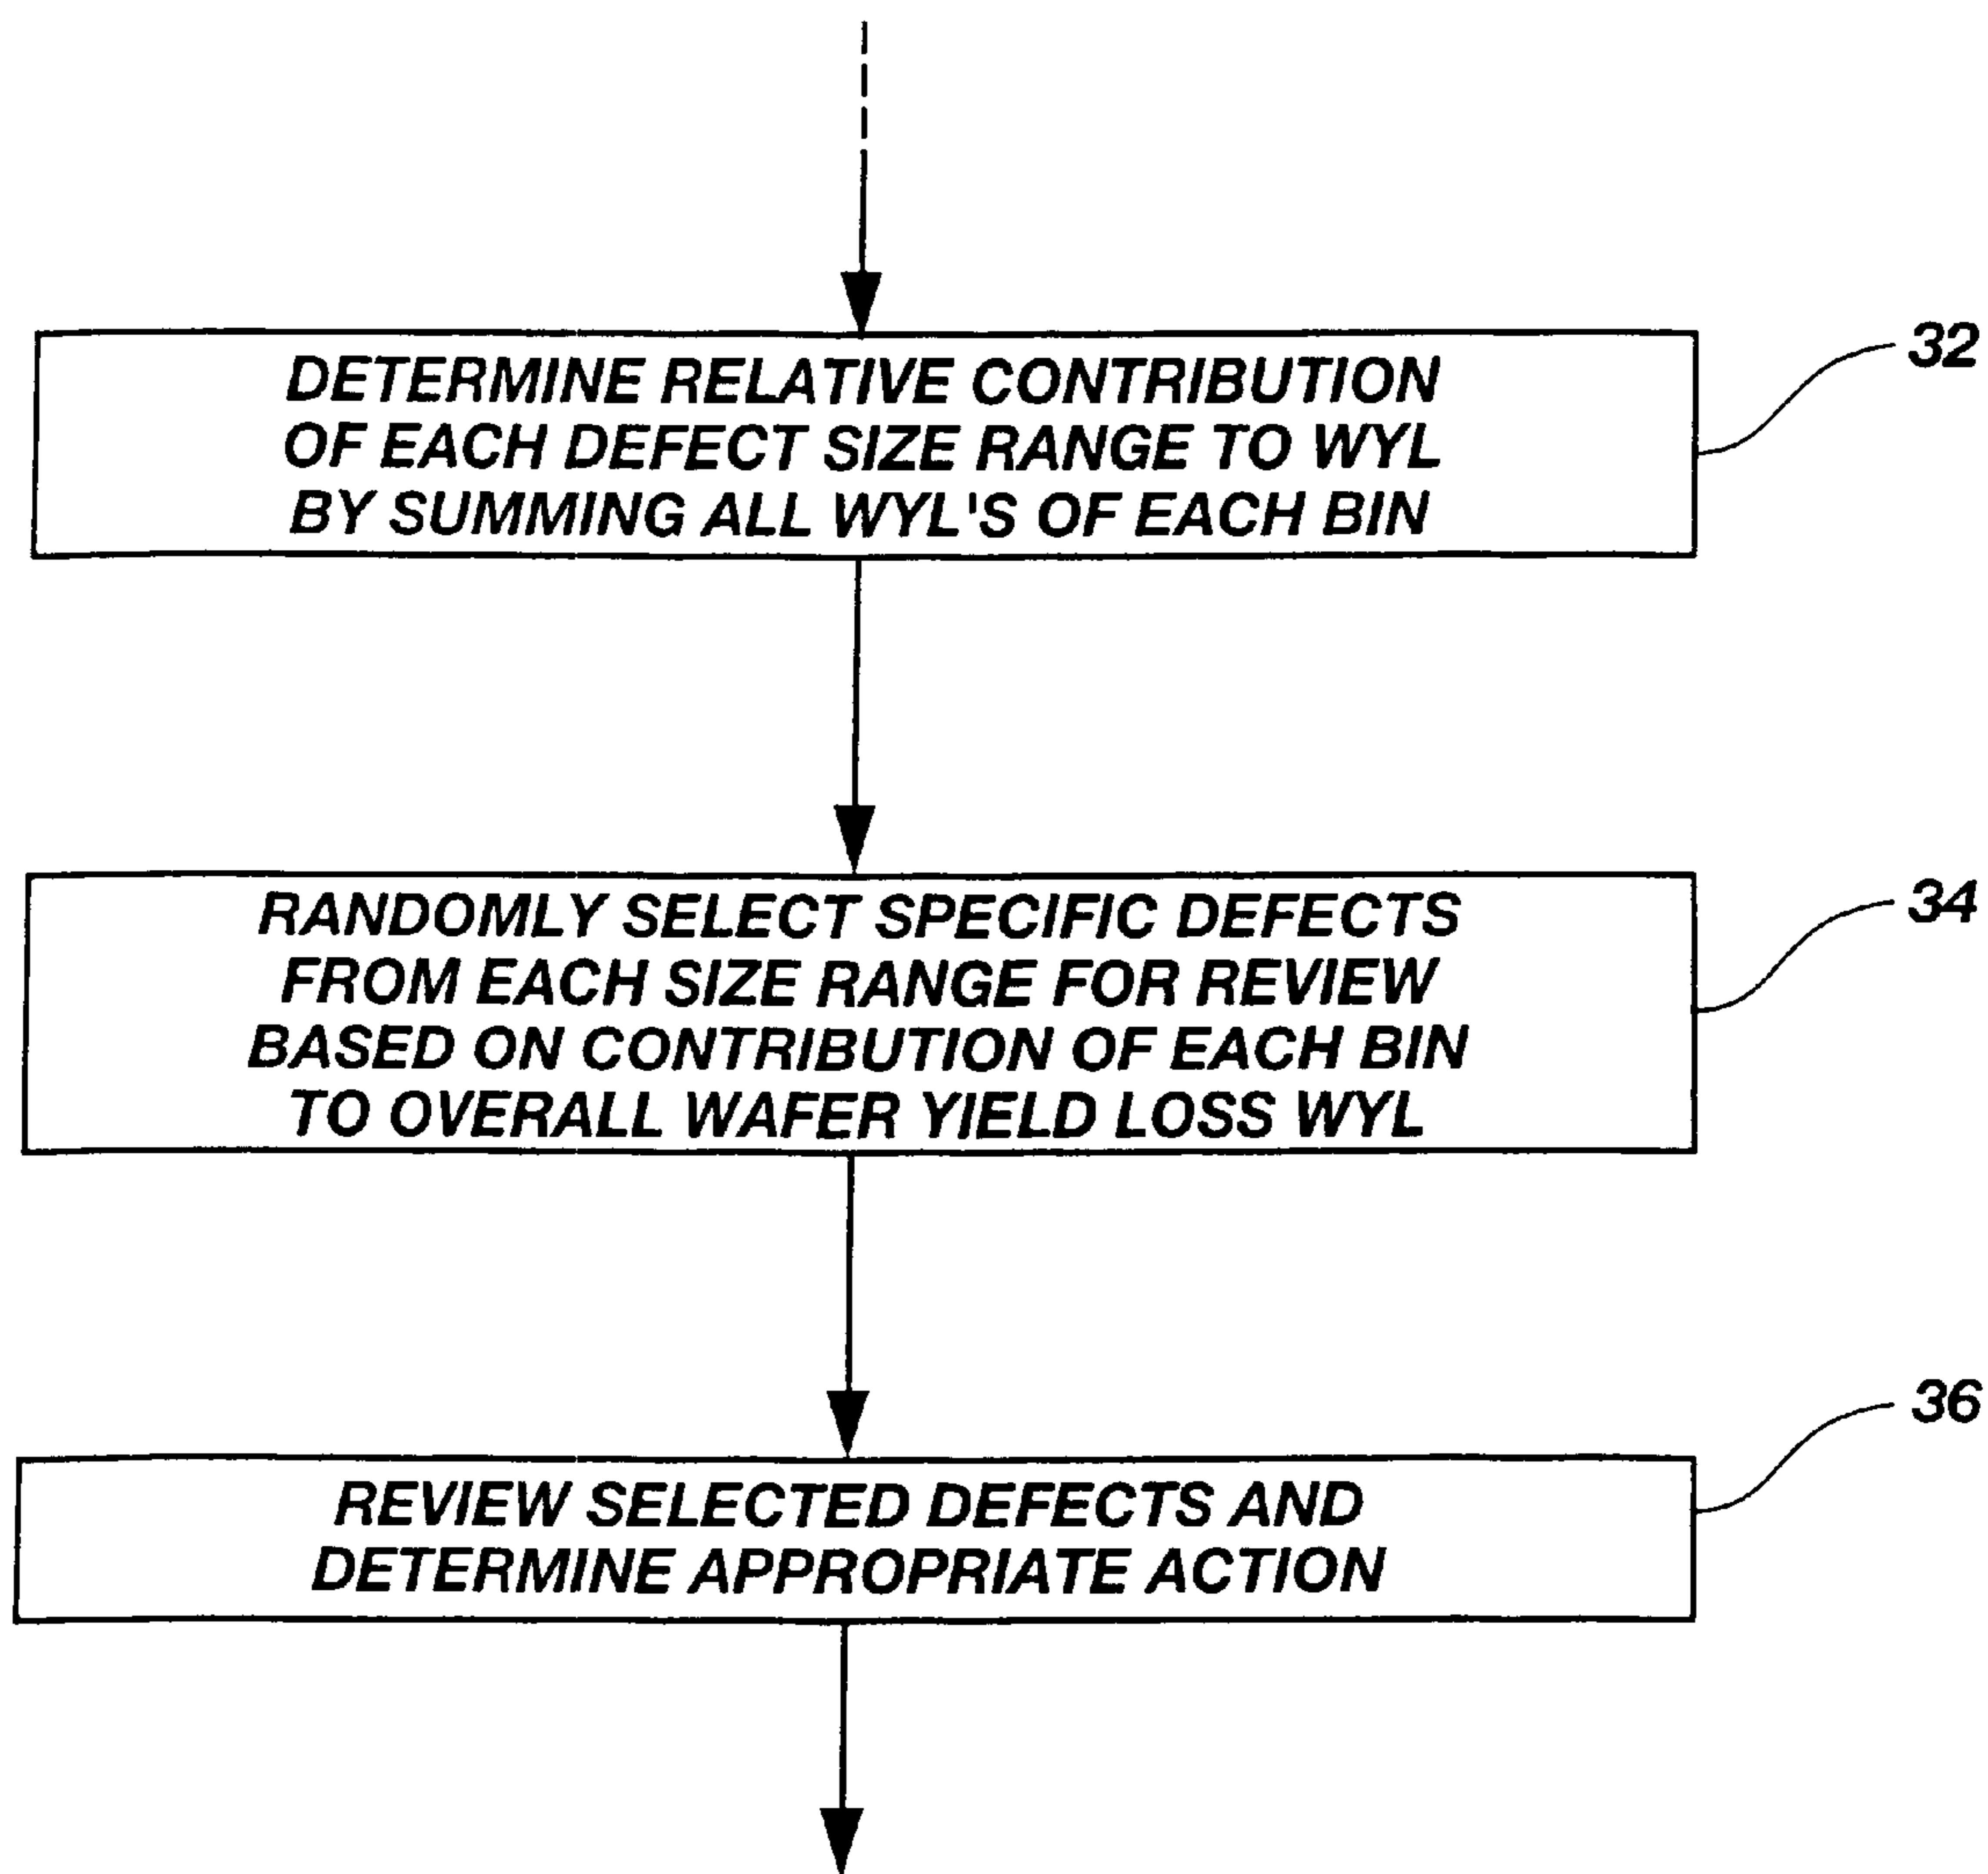 DETERMINE RELATIVE CONTRIBUTION
OF EACH DEFECT SIZE RANGE TO WYL
BY SUMMING ALL WYL'S OF EACH BIN
32
RANDOMLY SELECT SPECIFIC DEFECTS
FROM EACH SIZE RANGE FOR REVIEW
BASED ON CONTRIBUTION OF EACH BIN
TO OVERALL WAFER YIELD LOSS WYL
34
REVIEW SELECTED DEFECTS AND
DETERMINE APPROPRIATE ACTION
36